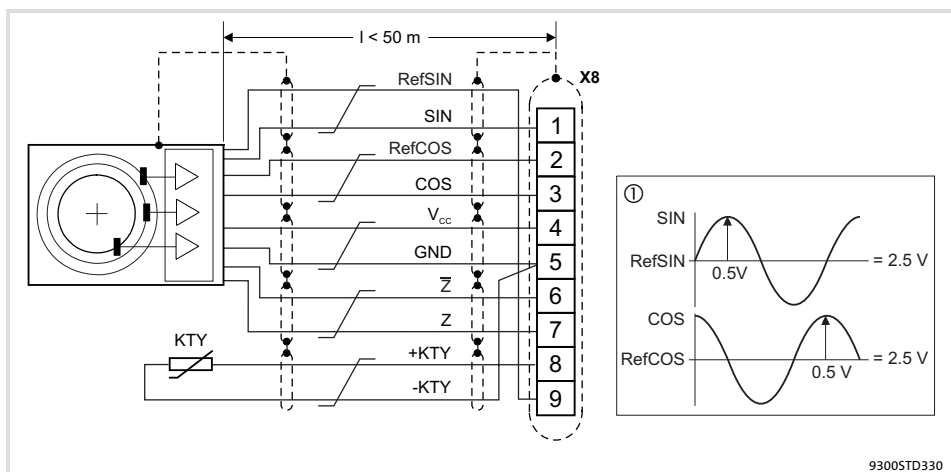 l < 50 m
X8
RefSIN
SIN
RefCOS
COS
Vcc
GND
Z̅
Z
KTY
+KTY
-KTY
1
2
3
4
5
6
7
8
9
①
SIN
RefSIN
0.5V
= 2.5 V
COS
RefCOS
0.5 V
= 2.5 V
9300STD330